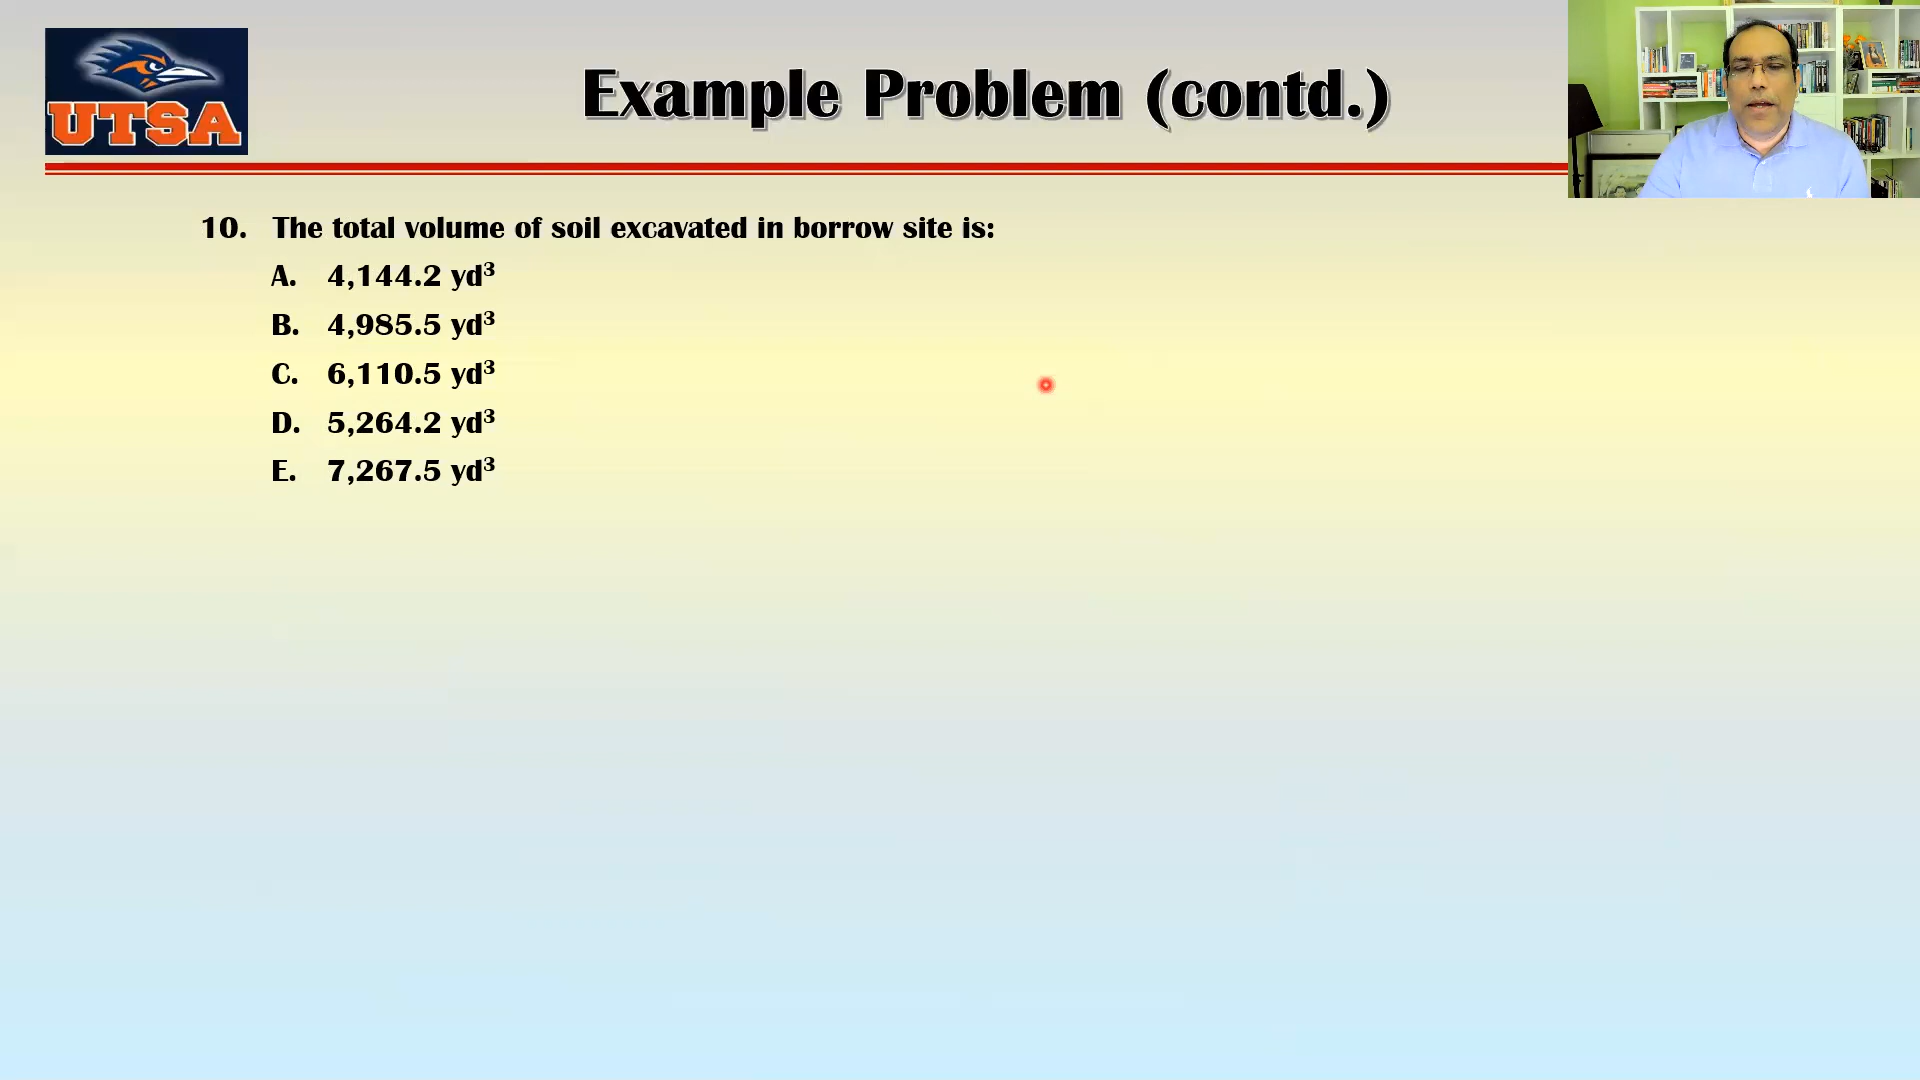 UTSA
Example Problem (contd.)
10. The total volume of soil excavated in borrow site is:
A. 4,144.2 yd³
B. 4,985.5 yd³
C. 6,110.5 yd³
D. 5,264.2 yd³
E. 7,267.5 yd³